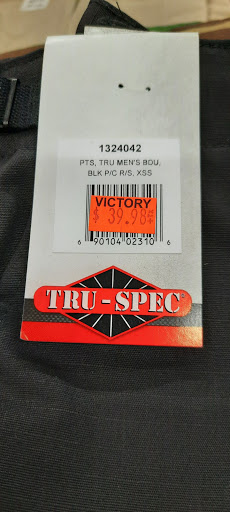 1324042
PTS, TRU MEN'S BDU,
BLK P/C R/S, XSS
VICTORY
$ 39.98
6 90104 02310 6
TRU-SPEC